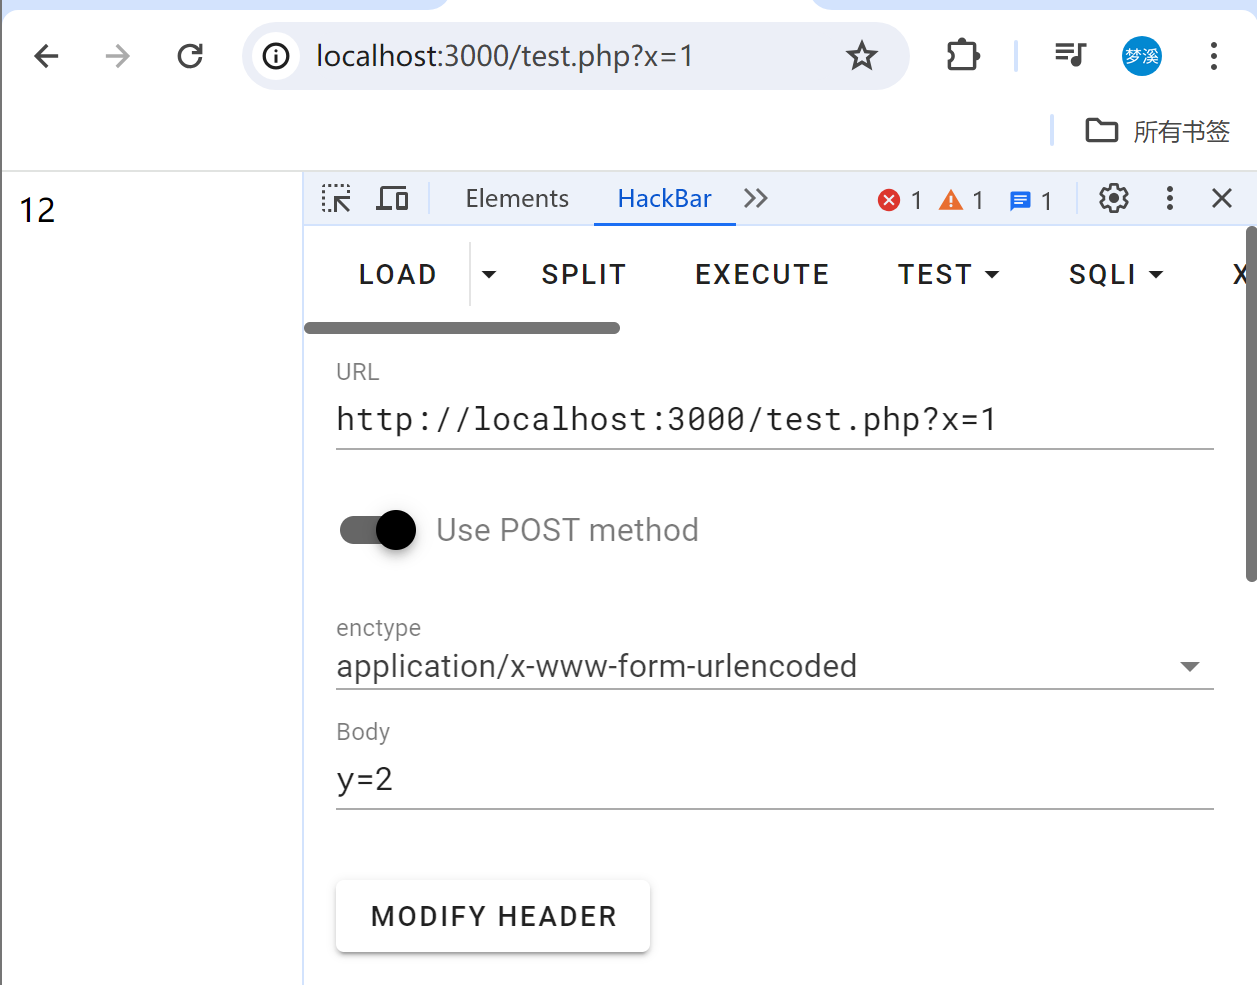 localhost:3000/test.php?x=1
梦溪
所有书签
12
Elements HackBar 1 1 1
LOAD SPLIT EXECUTE TEST SQLI X
URL
http://localhost:3000/test.php?x=1
Use POST method
enctype
application/x-www-form-urlencoded
Body
y=2
MODIFY HEADER